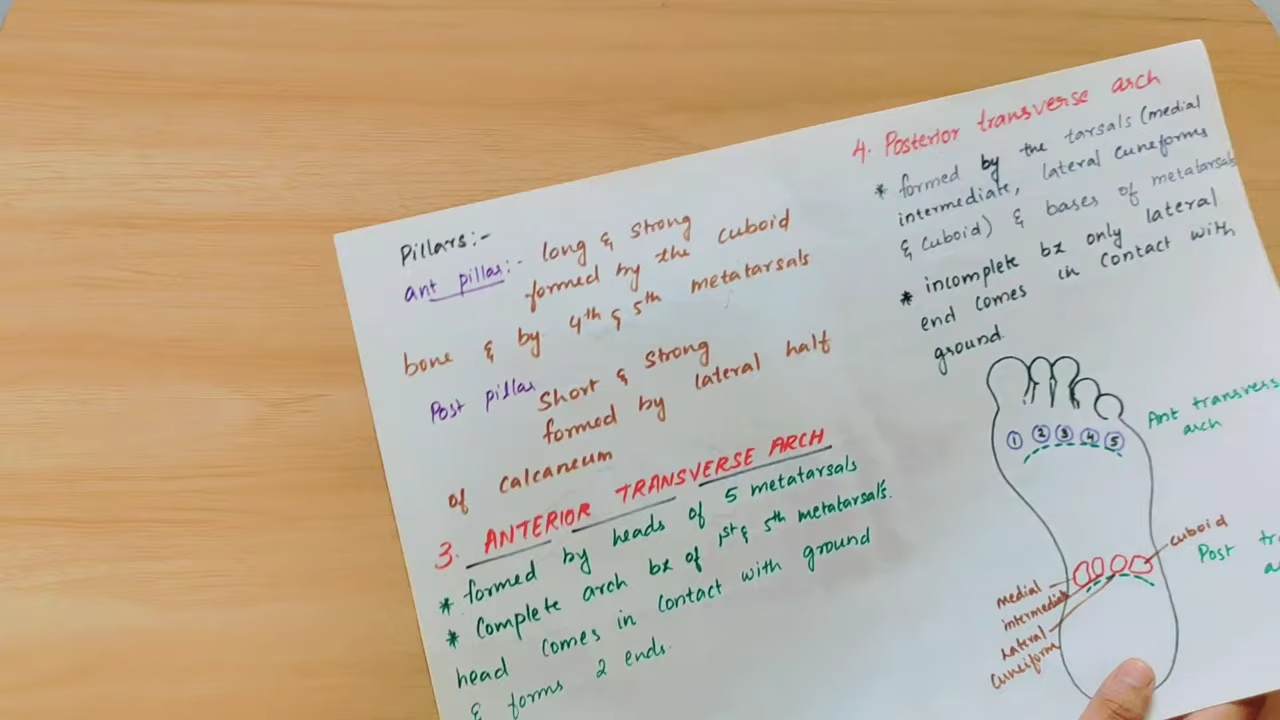 Pillars:-
ant pillar:- long & strong
formed by the cuboid
bone & by 4th & 5th metatarsals
Post pillar Short & strong
formed by lateral half
of calcaneum
3. ANTERIOR TRANSVERSE ARCH
* formed by heads of 5 metatarsals
* Complete arch bz of 1st & 5th metatarsals.
head comes in contact with ground
& forms 2 ends.
4. Posterior transverse arch
* formed by the tarsals (medial
intermediate, lateral cuneforms
& cuboid) & bases of metatarsals
* incomplete bz only lateral
end comes in contact with
ground.
1 2 3 4 5
Ant transvers
arch
cuboid
Post tr
a
medial
intermediate
Lateral
cuneiform